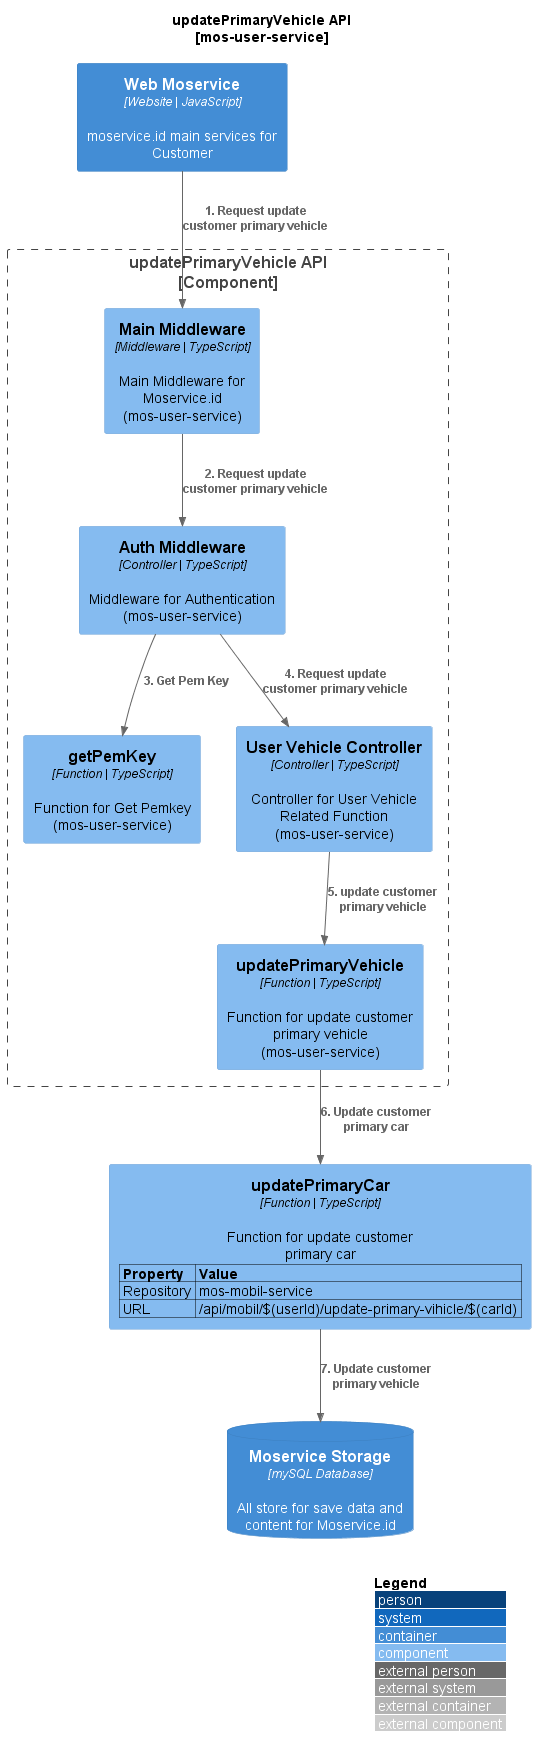 updatePrimaryVehicle API
[mos-user-service]
Web Moservice
[Website | JavaScript]
moservice.id main services for
Customer
1. Request update
customer primary vehicle
updatePrimaryVehicle API
[Component]
Main Middleware
[Middleware | TypeScript]
Main Middleware for
Moservice.id
(mos-user-service)
2. Request update
customer primary vehicle
Auth Middleware
[Controller | TypeScript]
Middleware for Authentication
(mos-user-service)
3. Get Pem Key
4. Request update
customer primary vehicle
getPemKey
[Function | TypeScript]
Function for Get Pemkey
(mos-user-service)
User Vehicle Controller
[Controller | TypeScript]
Controller for User Vehicle
Related Function
(mos-user-service)
5. update customer
primary vehicle
updatePrimaryVehicle
[Function | TypeScript]
Function for update customer
primary vehicle
(mos-user-service)
6. Update customer
primary car
updatePrimaryCar
[Function | TypeScript]
Function for update customer
primary car
Property Value
Repository mos-mobil-service
URL /api/mobil/$(userId)/update-primary-vihicle/$(carId)
7. Update customer
primary vehicle
Moservice Storage
[mySQL Database]
All store for save data and
content for Moservice.id
Legend
person
system
container
component
external person
external system
external container
external component